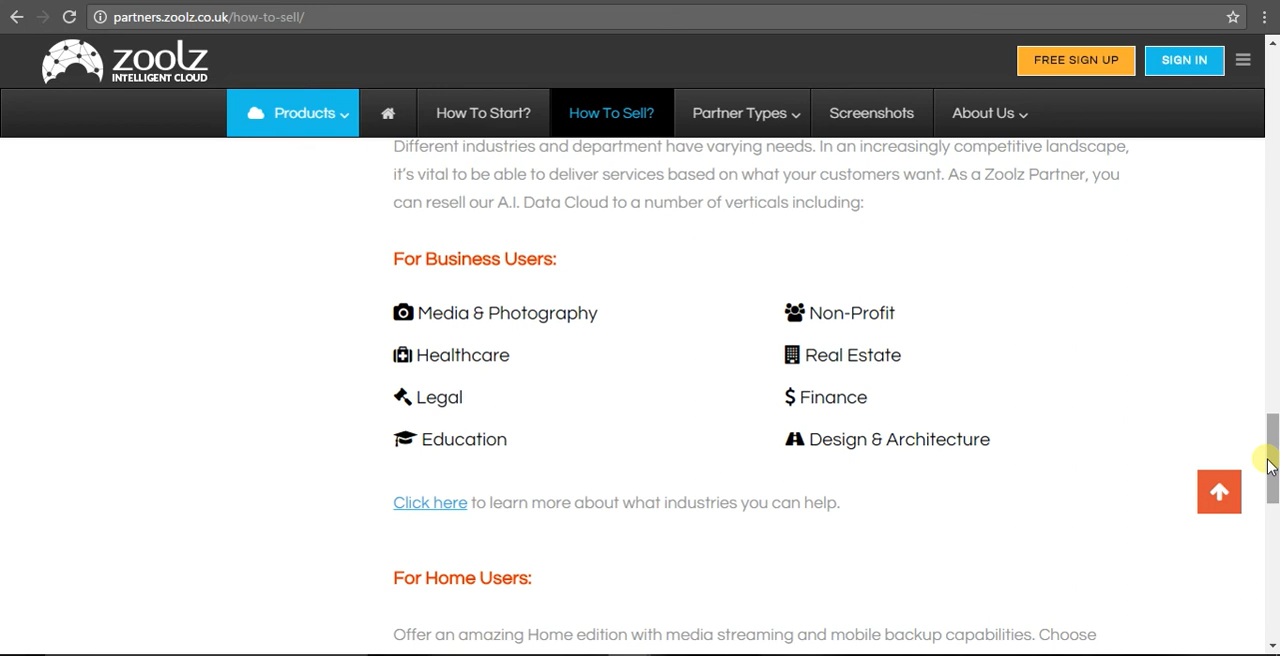 partners.zoolz.co.uk/how-to-sell/
zoolz
INTELLIGENT CLOUD
FREE SIGN UP
SIGN IN
Products
How To Start?
How To Sell?
Partner Types
Screenshots
About Us
Different industries and department have varying needs. In an increasingly competitive landscape,
it's vital to be able to deliver services based on what your customers want. As a Zoolz Partner, you
can resell our A.I. Data Cloud to a number of verticals including:
For Business Users:
Media & Photography
Non-Profit
Healthcare
Real Estate
Legal
Finance
Education
Design & Architecture
Click here to learn more about what industries you can help.
For Home Users:
Offer an amazing Home edition with media streaming and mobile backup capabilities. Choose